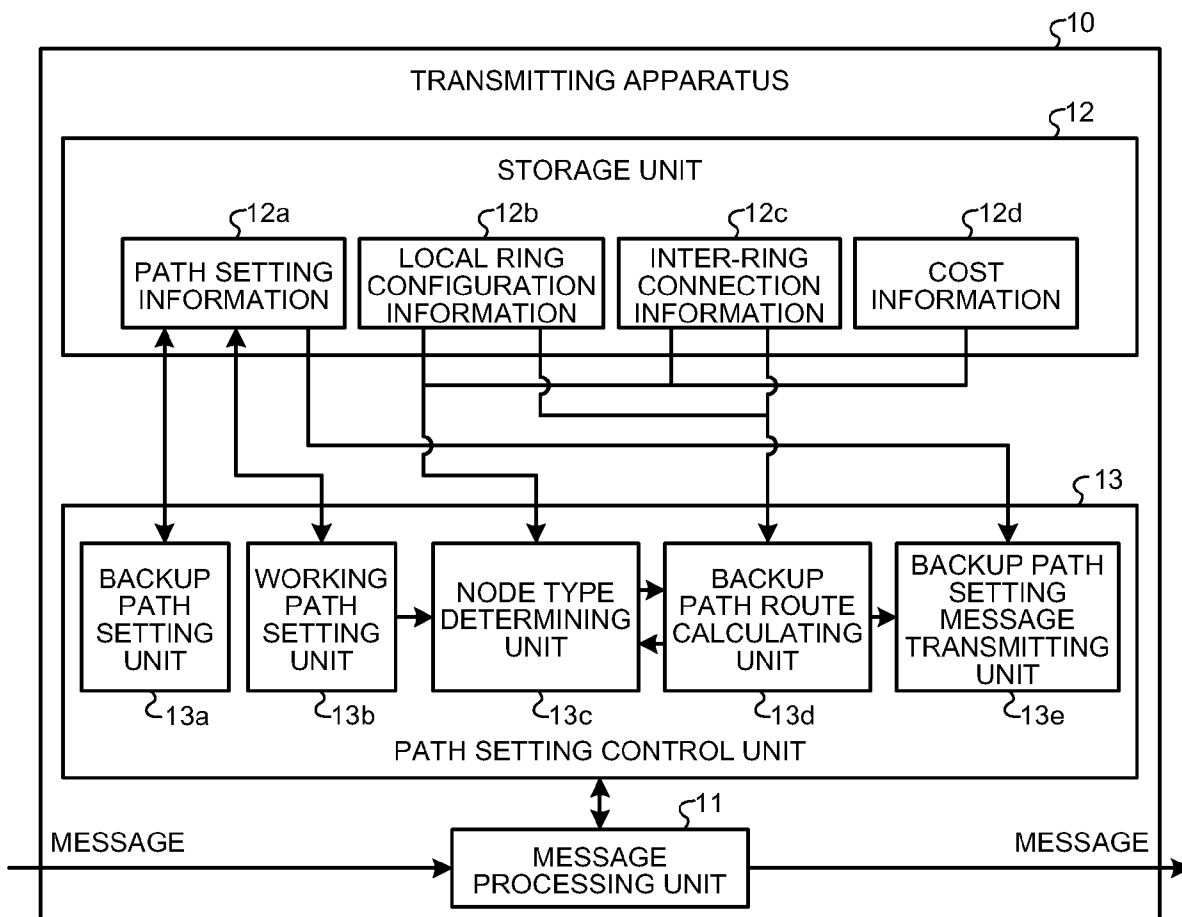 10
TRANSMITTING APPARATUS
12
STORAGE UNIT
12a
12b
12c
12d
PATH SETTING
INFORMATION
LOCAL RING
CONFIGURATION
INFORMATION
INTER-RING
CONNECTION
INFORMATION
COST
INFORMATION
13
BACKUP
PATH
SETTING
UNIT
WORKING
PATH
SETTING
UNIT
NODE TYPE
DETERMINING
UNIT
BACKUP
PATH ROUTE
CALCULATING
UNIT
BACKUP PATH
SETTING
MESSAGE
TRANSMITTING
UNIT
13a
13b
13c
13d
13e
PATH SETTING CONTROL UNIT
11
MESSAGE
MESSAGE
PROCESSING UNIT
MESSAGE